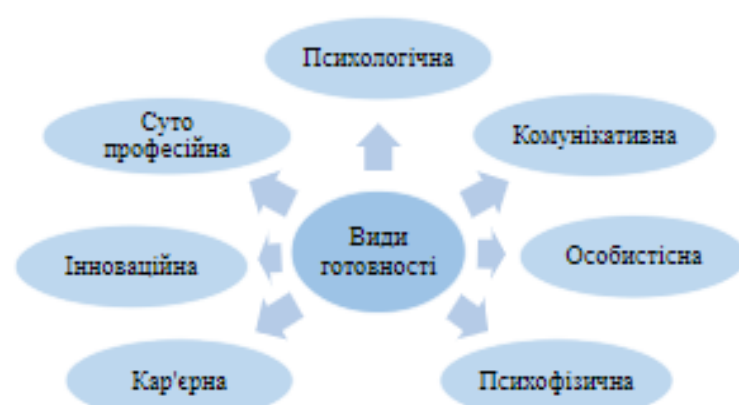 Психологічна
Суто
професійна
Комунікативна
Види
готовності
Інноваційна
Особистісна
Кар'єрна
Психофізична